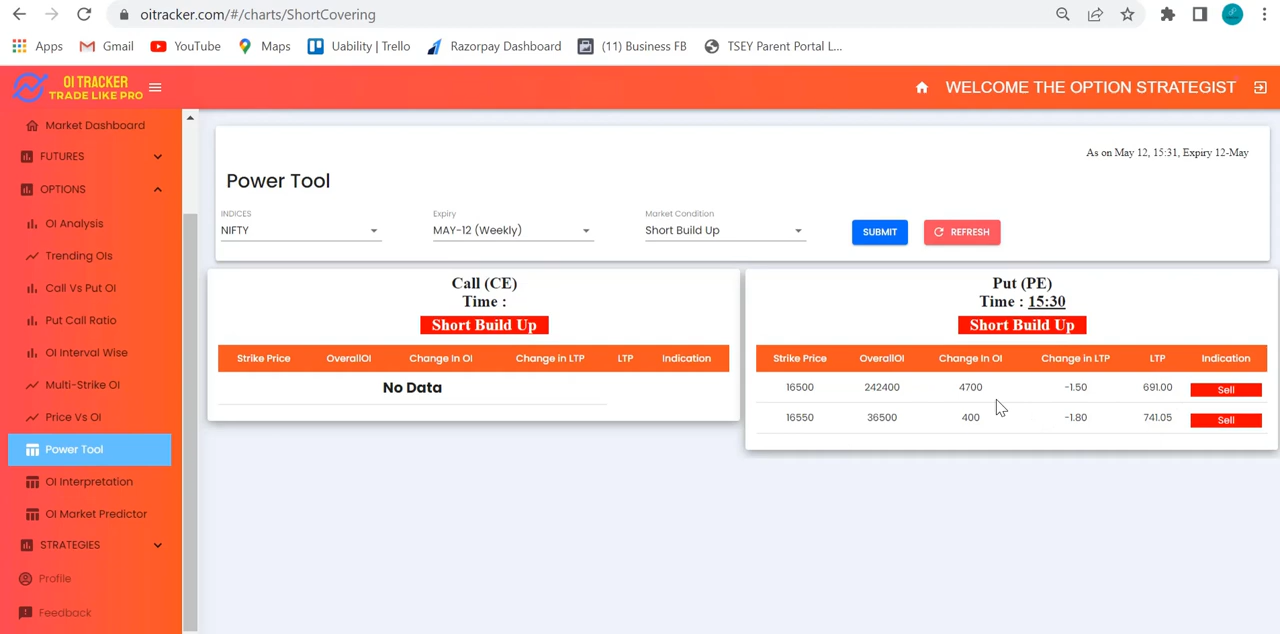 oitracker.com/#/charts/ShortCovering
Apps Gmail YouTube Maps Uability | Trello Razorpay Dashboard (11) Business FB TSEY Parent Portal L...
OI TRACKER
TRADE LIKE PRO
WELCOME THE OPTION STRATEGIST
Market Dashboard
FUTURES
OPTIONS
OI Analysis
Trending OIs
Call Vs Put OI
Put Call Ratio
OI Interval Wise
Multi-Strike OI
Price Vs OI
Power Tool
OI Interpretation
OI Market Predictor
STRATEGIES
Profile
Feedback
As on May 12, 15:31, Expiry 12-May
Power Tool
INDICES Expiry Market Condition
NIFTY MAY-12 (Weekly) Short Build Up SUBMIT REFRESH
Call (CE)
Time :
Short Build Up
Strike Price OverallOI Change In OI Change in LTP LTP Indication
No Data
Put (PE)
Time : 15:30
Short Build Up
Strike Price OverallOI Change In OI Change in LTP LTP Indication
16500 242400 4700 -1.50 691.00 Sell
16550 36500 400 -1.80 741.05 Sell